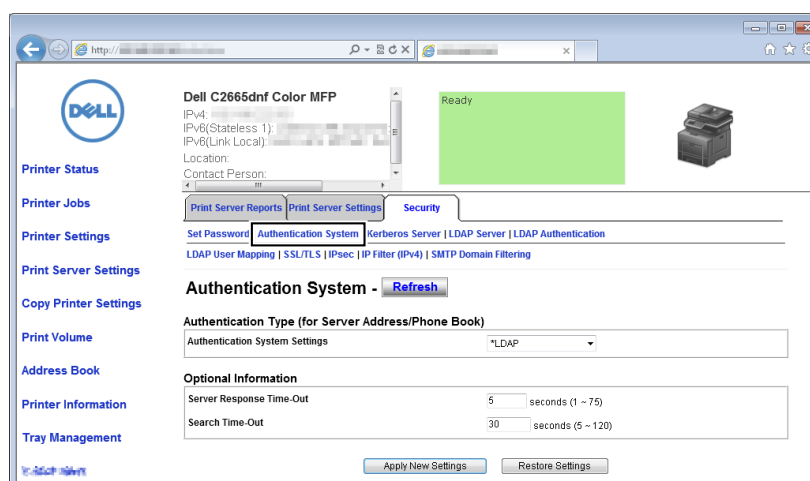 http://
DELL
Dell C2665dnf Color MFP
IPv4:
IPv6(Stateless 1):
IPv6(Link Local):
Location:
Contact Person:
Ready
Printer Status
Printer Jobs
Printer Settings
Print Server Settings
Copy Printer Settings
Print Volume
Address Book
Printer Information
Tray Management
Print Server Reports Print Server Settings Security
Set Password Authentication System Kerberos Server | LDAP Server | LDAP Authentication
LDAP User Mapping | SSL/TLS | IPsec | IP Filter (IPv4) | SMTP Domain Filtering
Authentication System - Refresh
Authentication Type (for Server Address/Phone Book)
Authentication System Settings *LDAP
Optional Information
Server Response Time-Out 5 seconds (1 ~ 75)
Search Time-Out 30 seconds (5 ~ 120)
Apply New Settings Restore Settings